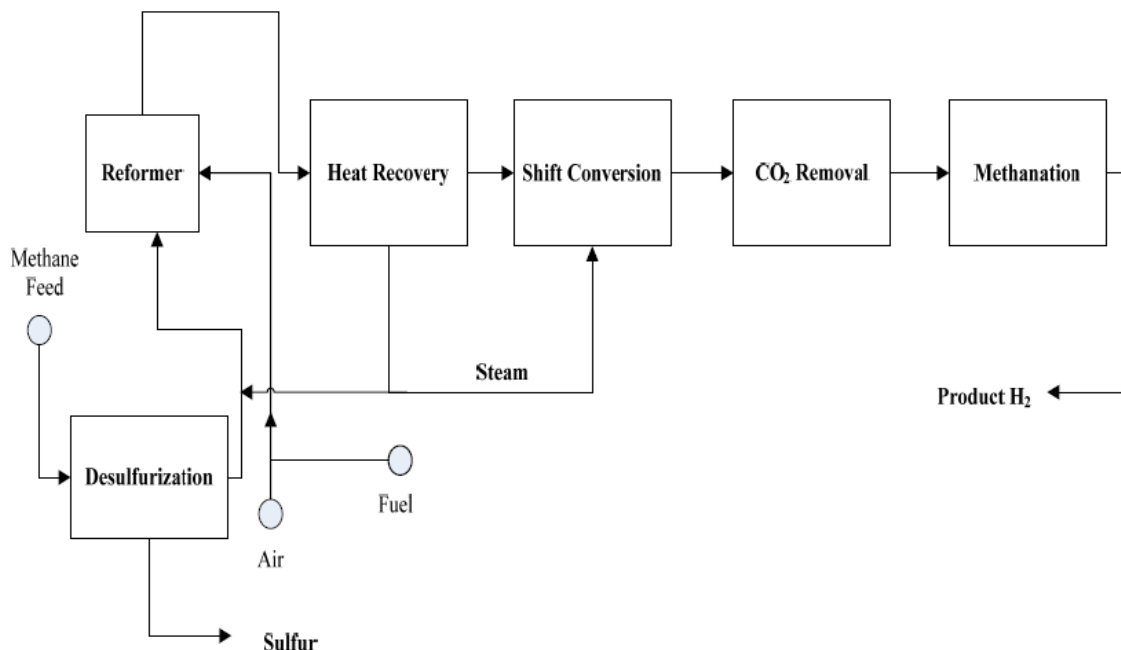 Reformer
Heat Recovery
Shift Conversion
CO₂ Removal
Methanation
Methane
Feed
Steam
Product H₂
Desulfurization
Fuel
Air
Sulfur